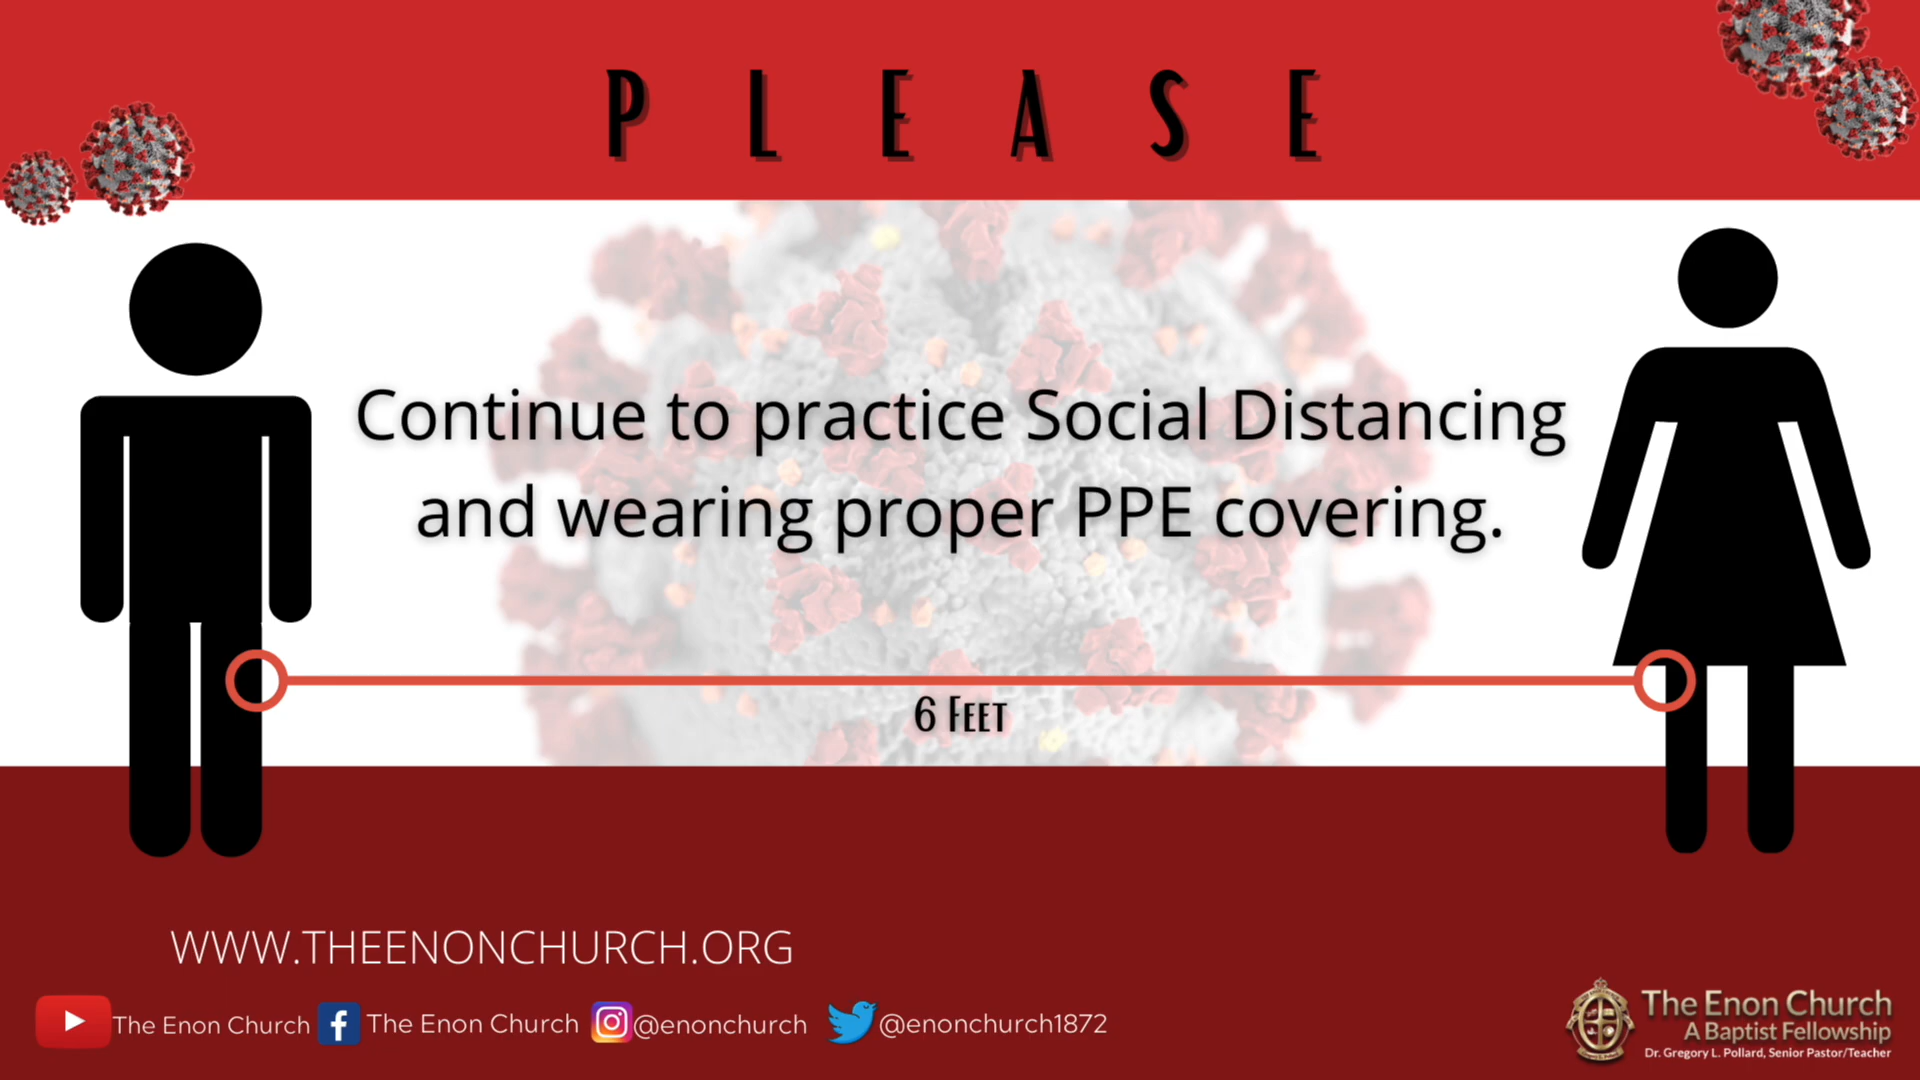 PLEASE
Continue to practice Social Distancing
and wearing proper PPE covering.
6 FEET
WWW.THEENONCHURCH.ORG
The Enon Church
The Enon Church
@enonchurch
@enonchurch1872
The Enon Church
A Baptist Fellowship
Dr. Gregory L. Pollard, Senior Pastor/Teacher